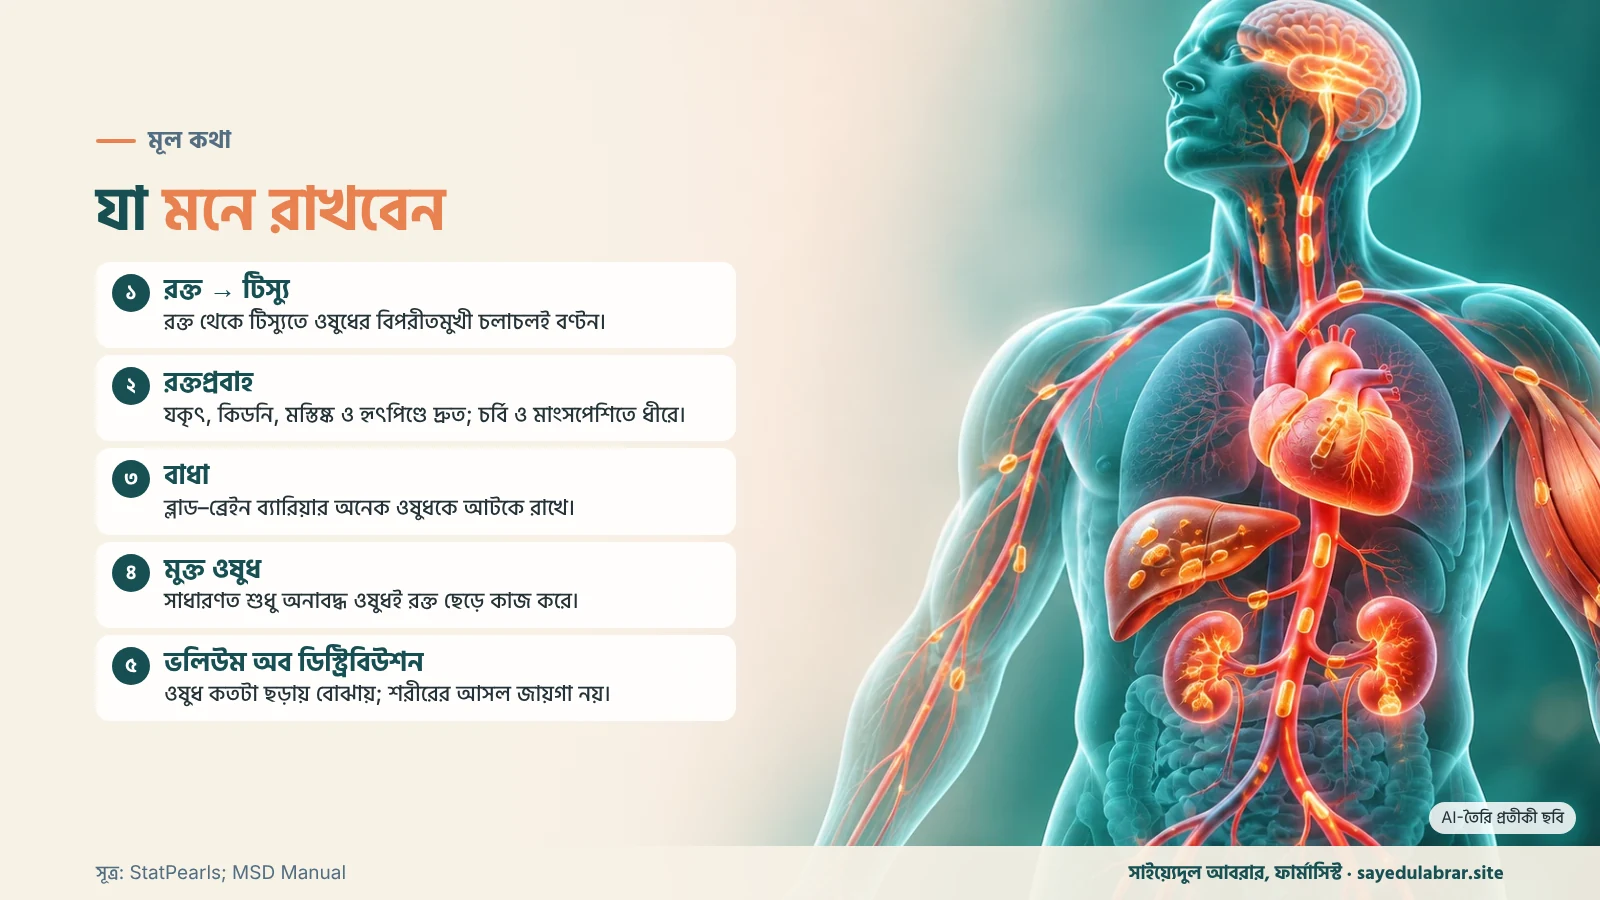 মূল কথা
যা মনে রাখবেন
১
রক্ত → টিস্যু
রক্ত থেকে টিস্যুতে ওষুধের বিপরীতমুখী চলাচলই বণ্টন।
২
রক্তপ্রবাহ
যকৃৎ, কিডনি, মস্তিষ্ক ও হৃৎপিণ্ডে দ্রুত; চর্বি ও মাংসপেশিতে ধীরে।
৩
বাধা
ব্লাড–ব্রেইন ব্যারিয়ার অনেক ওষুধকে আটকে রাখে।
৪
মুক্ত ওষুধ
সাধারণত শুধু অনাবদ্ধ ওষুধই রক্ত ছেড়ে কাজ করে।
৫
ভলিউম অব ডিস্ট্রিবিউশন
ওষুধ কতটা ছড়ায় বোঝায়; শরীরের আসল জায়গা নয়।
AI-তৈরি প্রতীকী ছবি
সূত্র: StatPearls; MSD Manual
সাইয়্যেদুল আবরার, ফার্মাসিস্ট · sayedulabrar.site